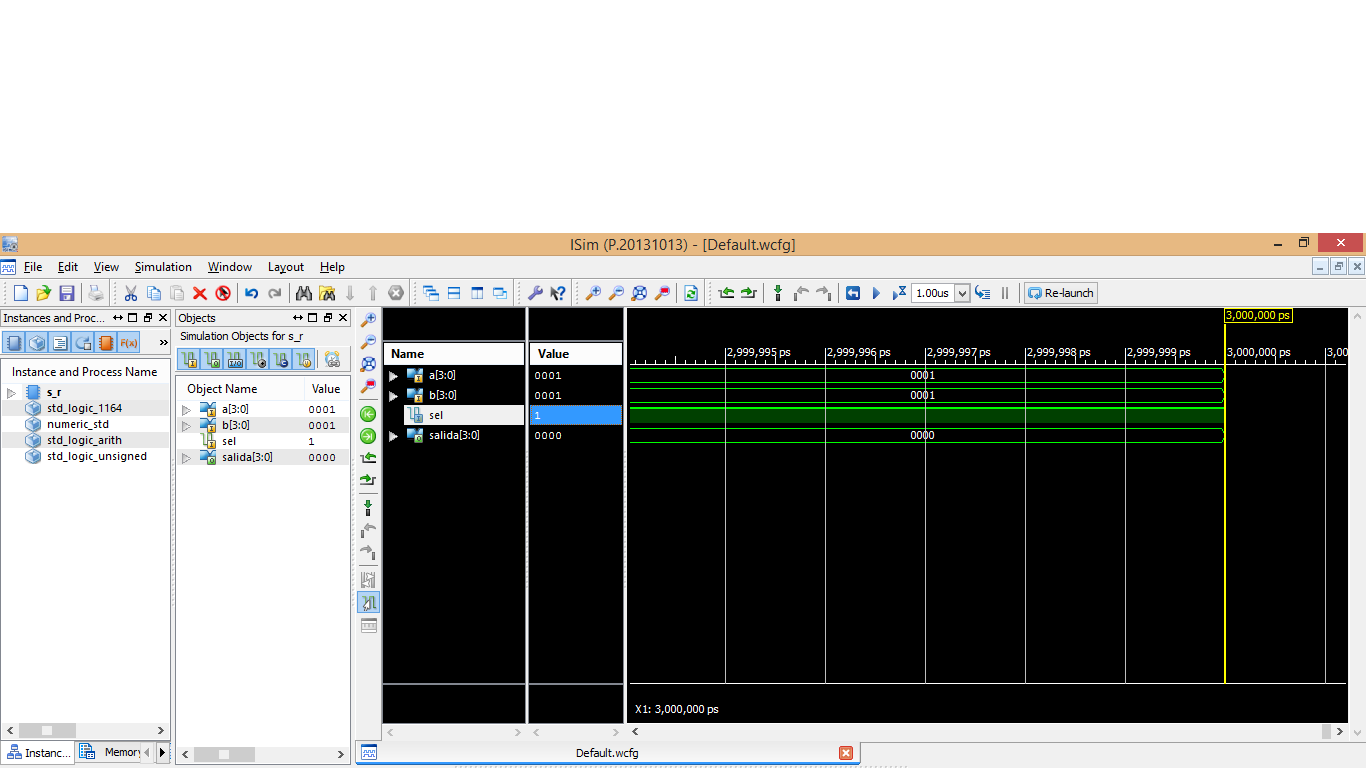 ISim (P.20131013) - [Default.wcfg]
File Edit View Simulation Window Layout Help
1.00us Re-launch
Instances and Proc...
Instance and Process Name
s_r
std_logic_1164
numeric_std
std_logic_arith
std_logic_unsigned
Instanc... Memory
Objects
Simulation Objects for s_r
Object Name Value
a[3:0] 0001
b[3:0] 0001
sel 1
salida[3:0] 0000
Name Value
a[3:0] 0001
b[3:0] 0001
sel 1
salida[3:0] 0000
3,000,000 ps
2,999,995 ps 2,999,996 ps 2,999,997 ps 2,999,998 ps 2,999,999 ps 3,000,000 ps 3,00
0001
0001
0000
X1: 3,000,000 ps
Default.wcfg